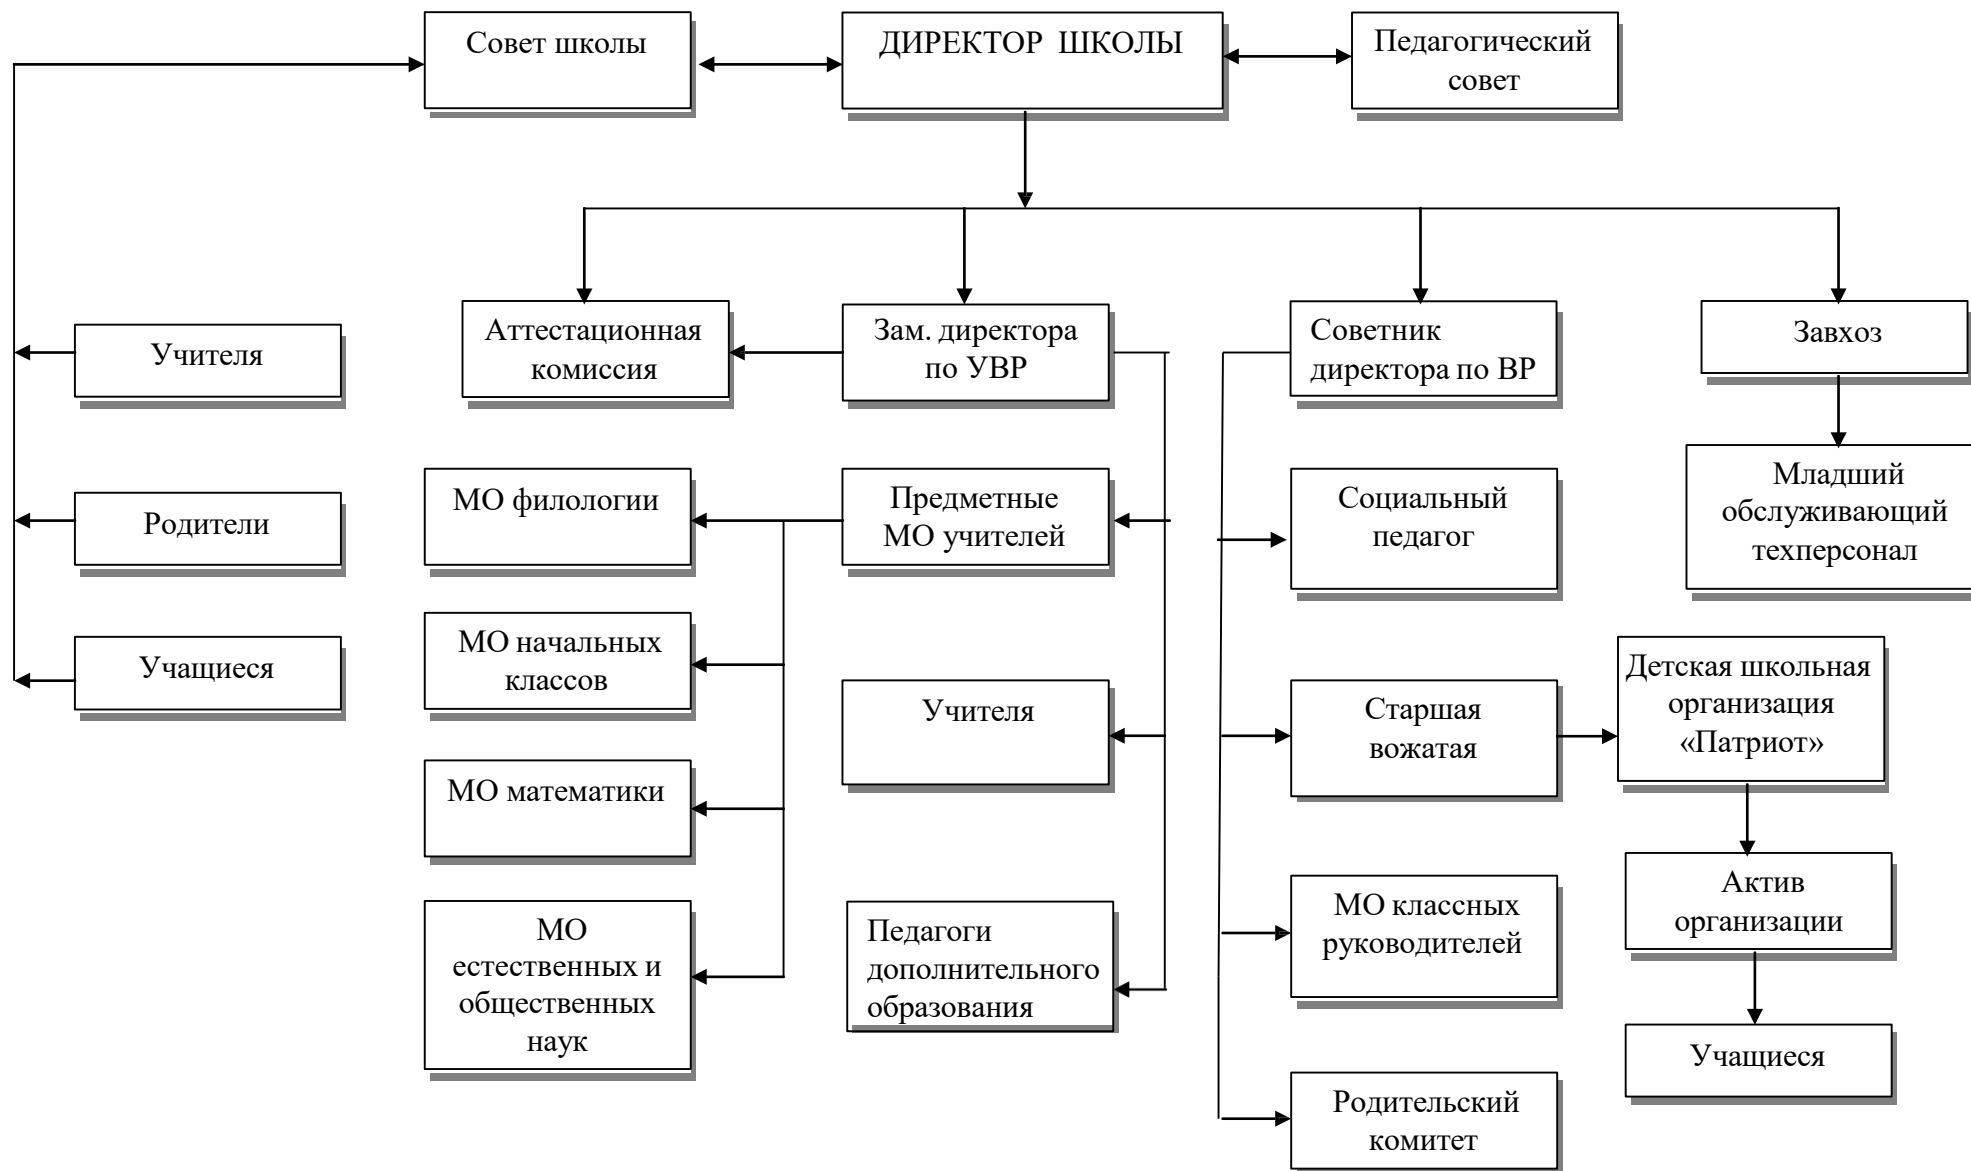 Совет школы
ДИРЕКТОР ШКОЛЫ
Педагогический
совет
Учителя
Аттестационная
комиссия
Зам. директора
по УВР
Советник
директора по ВР
Завхоз
Родители
МО филологии
Предметные
МО учителей
Социальный
педагог
Младший
обслуживающий
техперсонал
Учащиеся
МО начальных
классов
Учителя
Старшая
вожатая
Детская школьная
организация
«Патриот»
МО математики
МО
естественных и
общественных
наук
Педагоги
дополнительного
образования
МО классных
руководителей
Актив
организации
Учащиеся
Родительский
комитет